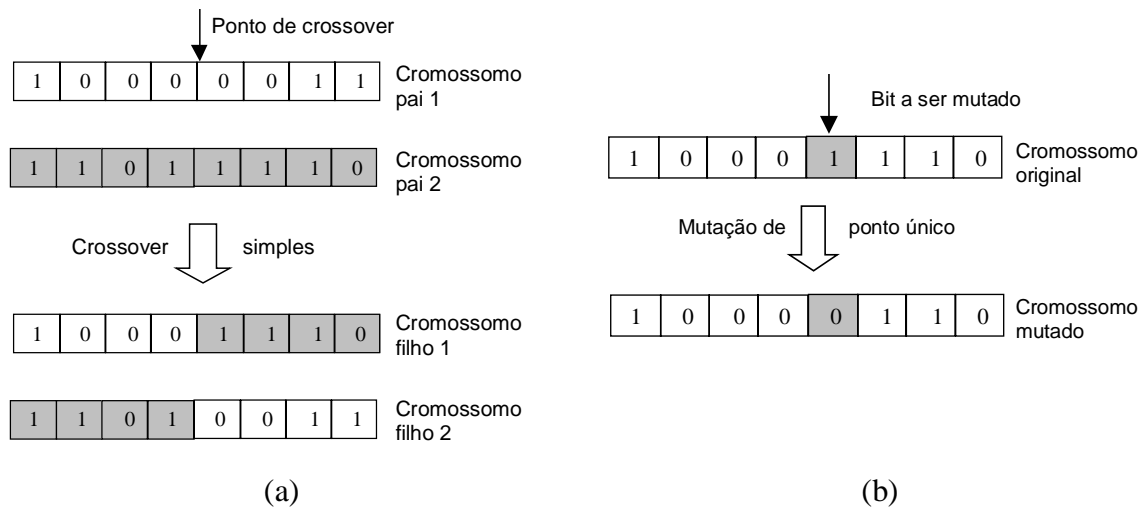 Ponto de crossover
1 0 0 0 0 0 1 1
Cromossomo
pai 1
1 1 0 1 1 1 1 0
Cromossomo
pai 2
Crossover simples
1 0 0 0 1 1 1 0
Cromossomo
filho 1
1 1 0 1 0 0 1 1
Cromossomo
filho 2
(a)
Bit a ser mutado
1 0 0 0 1 1 1 0
Cromossomo
original
Mutação de ponto único
1 0 0 0 0 1 1 0
Cromossomo
mutado
(b)